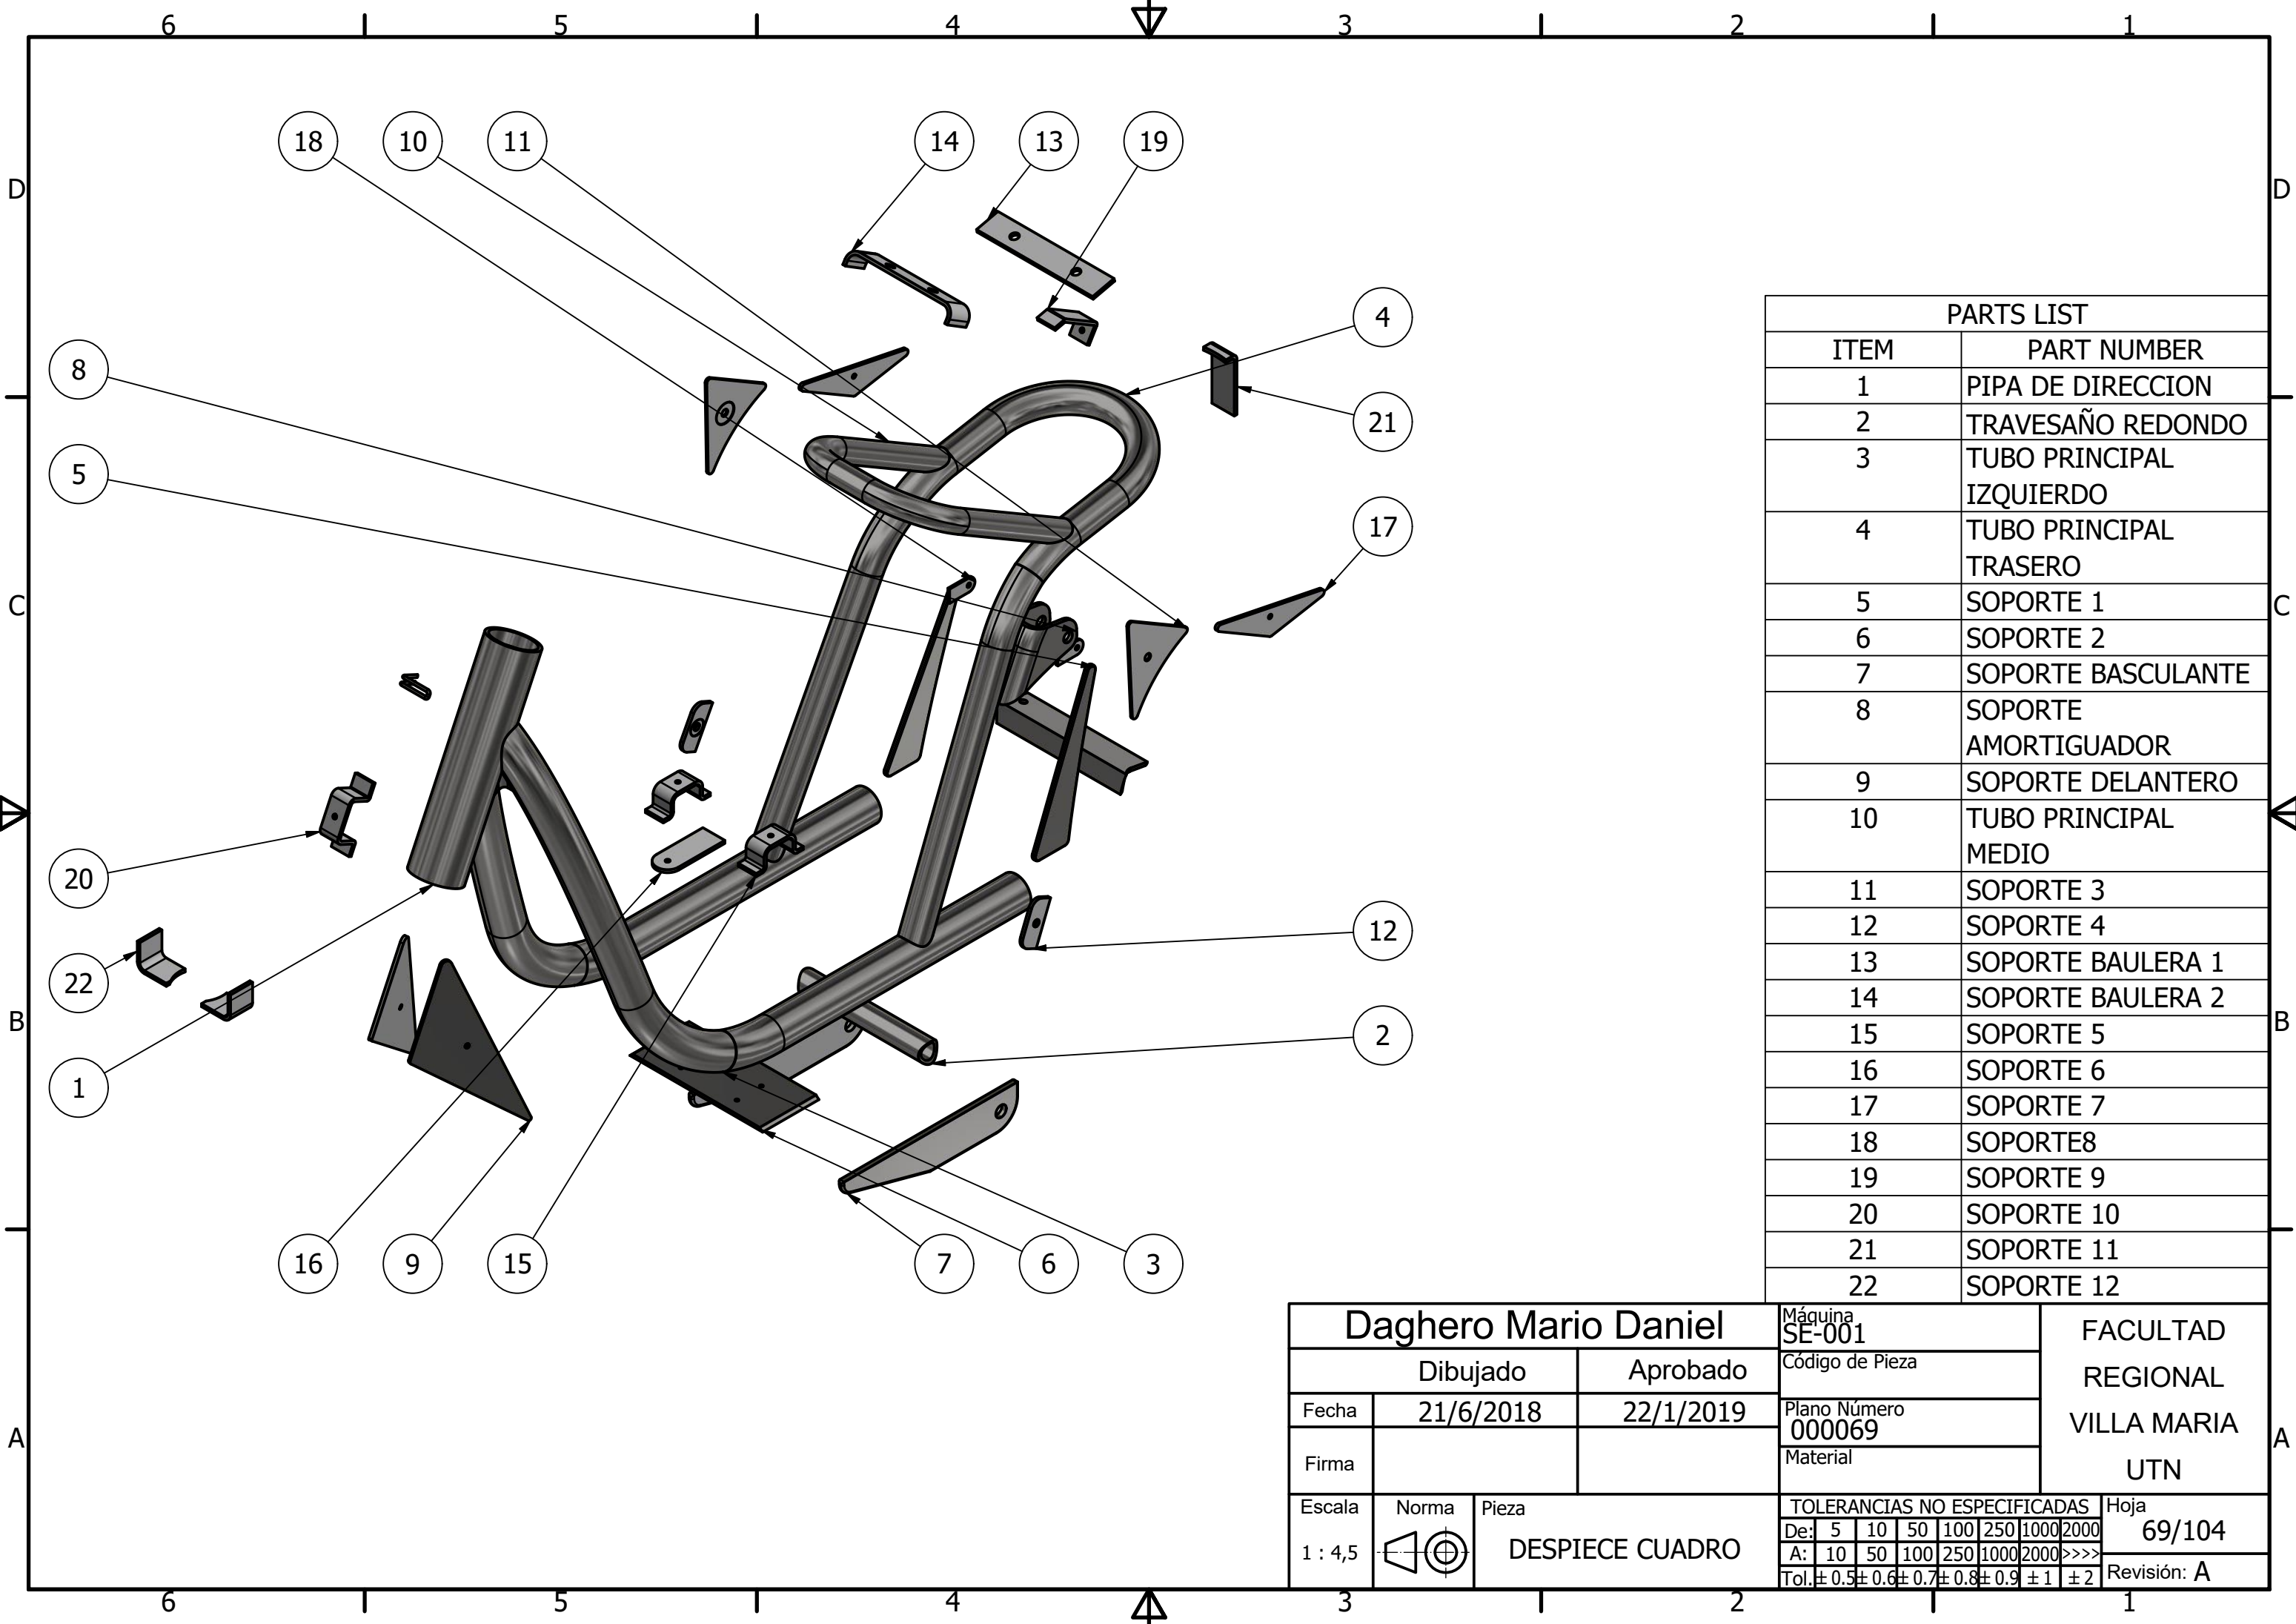 6 5 4 3 2 1
D D
18 10 11 14 13 19
4
8
21
5
17
C C
20
12
22
2
1
B B
16 9 15 7 6 3
A A
PARTS LIST
ITEM PART NUMBER
1 PIPA DE DIRECCION
2 TRAVESAÑO REDONDO
3 TUBO PRINCIPAL
IZQUIERDO
4 TUBO PRINCIPAL
TRASERO
5 SOPORTE 1
6 SOPORTE 2
7 SOPORTE BASCULANTE
8 SOPORTE
AMORTIGUADOR
9 SOPORTE DELANTERO
10 TUBO PRINCIPAL
MEDIO
11 SOPORTE 3
12 SOPORTE 4
13 SOPORTE BAULERA 1
14 SOPORTE BAULERA 2
15 SOPORTE 5
16 SOPORTE 6
17 SOPORTE 7
18 SOPORTE8
19 SOPORTE 9
20 SOPORTE 10
21 SOPORTE 11
22 SOPORTE 12
Daghero Mario Daniel
Dibujado Aprobado
Fecha 21/6/2018 22/1/2019
Firma
Escala
1 : 4,5
Norma
Pieza
DESPIECE CUADRO
Máquina
SE-001
Código de Pieza
Plano Número
000069
Material
FACULTAD
REGIONAL
VILLA MARIA
UTN
TOLERANCIAS NO ESPECIFICADAS
De: 5 10 50 100 250 1000 2000
A: 10 50 100 250 1000 2000 >>>>
Tol. ± 0.5 ± 0.6 ± 0.7 ± 0.8 ± 0.9 ± 1 ± 2
Hoja
69/104
Revisión: A
6 5 4 3 2 1